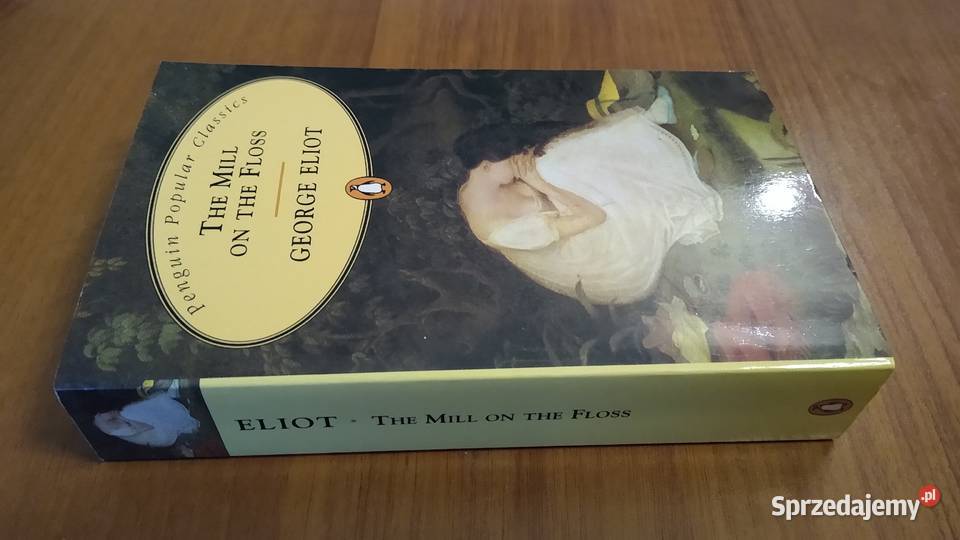 Penguin Popular Classics
THE MILL
ON THE FLOSS
GEORGE ELIOT
ELIOT · THE MILL ON THE FLOSS
Sprzedajemy.pl